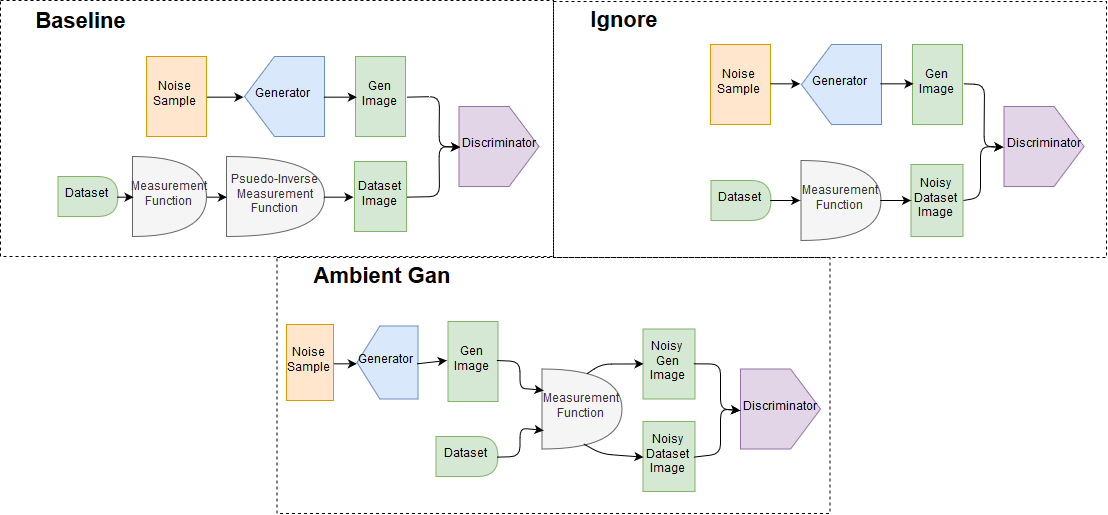 Baseline
Noise
Sample
Generator
Gen
Image
Discriminator
Dataset
Measurement
Function
Psuedo-Inverse
Measurement
Function
Dataset
Image
Ignore
Noise
Sample
Generator
Gen
Image
Discriminator
Dataset
Measurement
Function
Noisy
Dataset
Image
Ambient Gan
Noise
Sample
Generator
Gen
Image
Dataset
Measurement
Function
Noisy
Gen
Image
Noisy
Dataset
Image
Discriminator